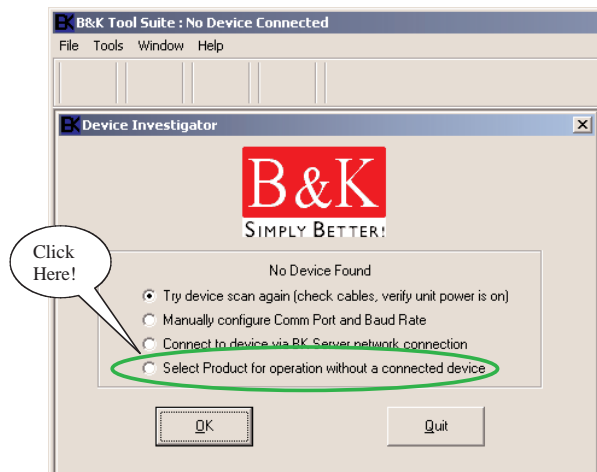 BK B&K Tool Suite : No Device Connected
File Tools Window Help
BK Device Investigator
B&K
SIMPLY BETTER!
Click
Here!
No Device Found
Try device scan again (check cables, verify unit power is on)
Manually configure Comm Port and Baud Rate
Connect to device via BK Server network connection
Select Product for operation without a connected device
OK Quit